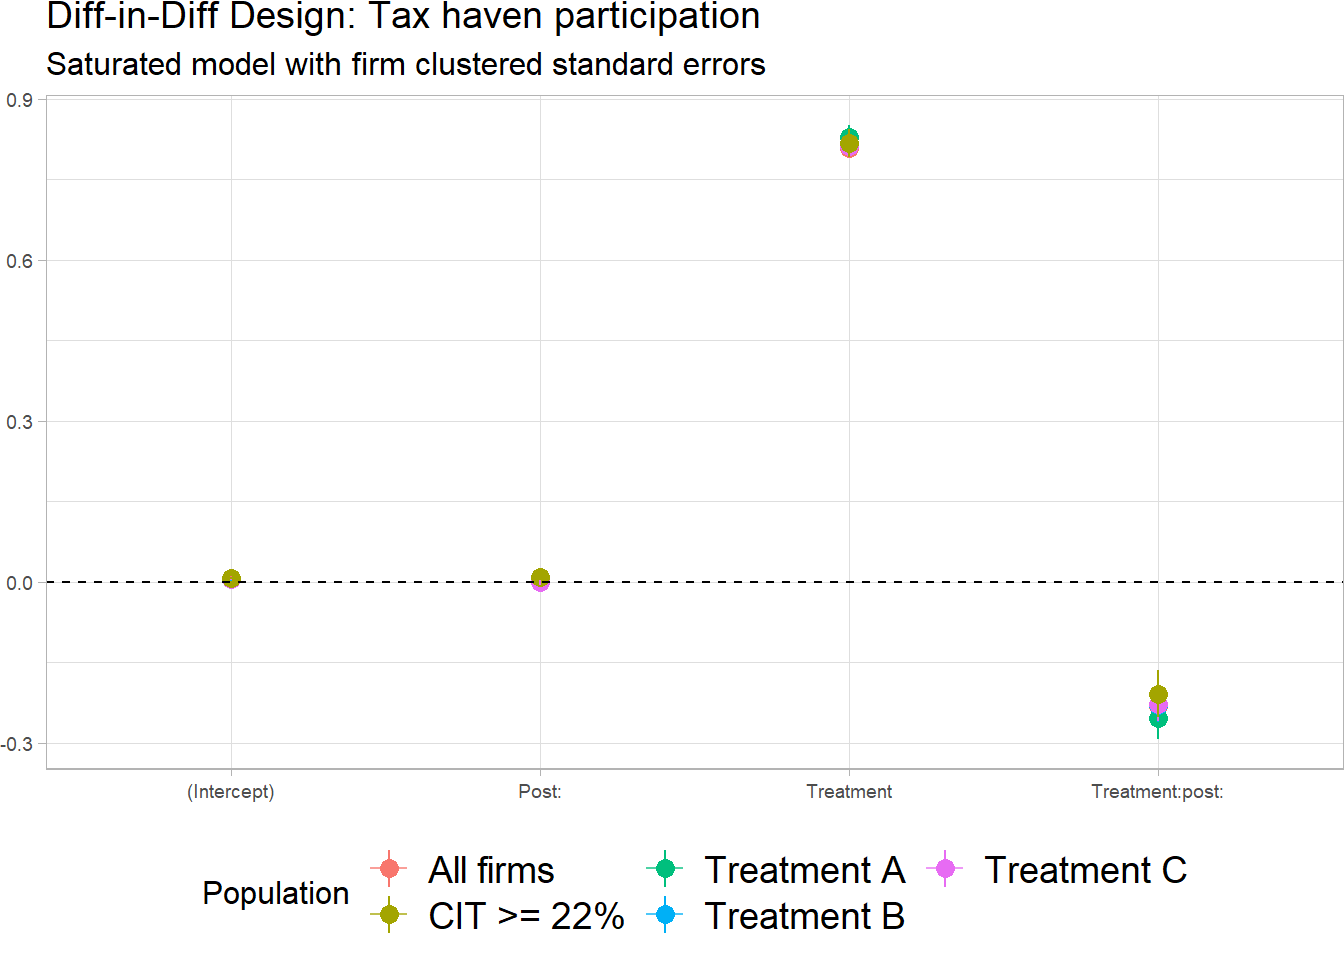 Diff-in-Diff Design: Tax haven participation
Saturated model with firm clustered standard errors
0.9
0.6
0.3
0.0
-0.3
(Intercept) Post: Treatment Treatment:post:
Population
All firms Treatment A Treatment C
CIT >= 22% Treatment B